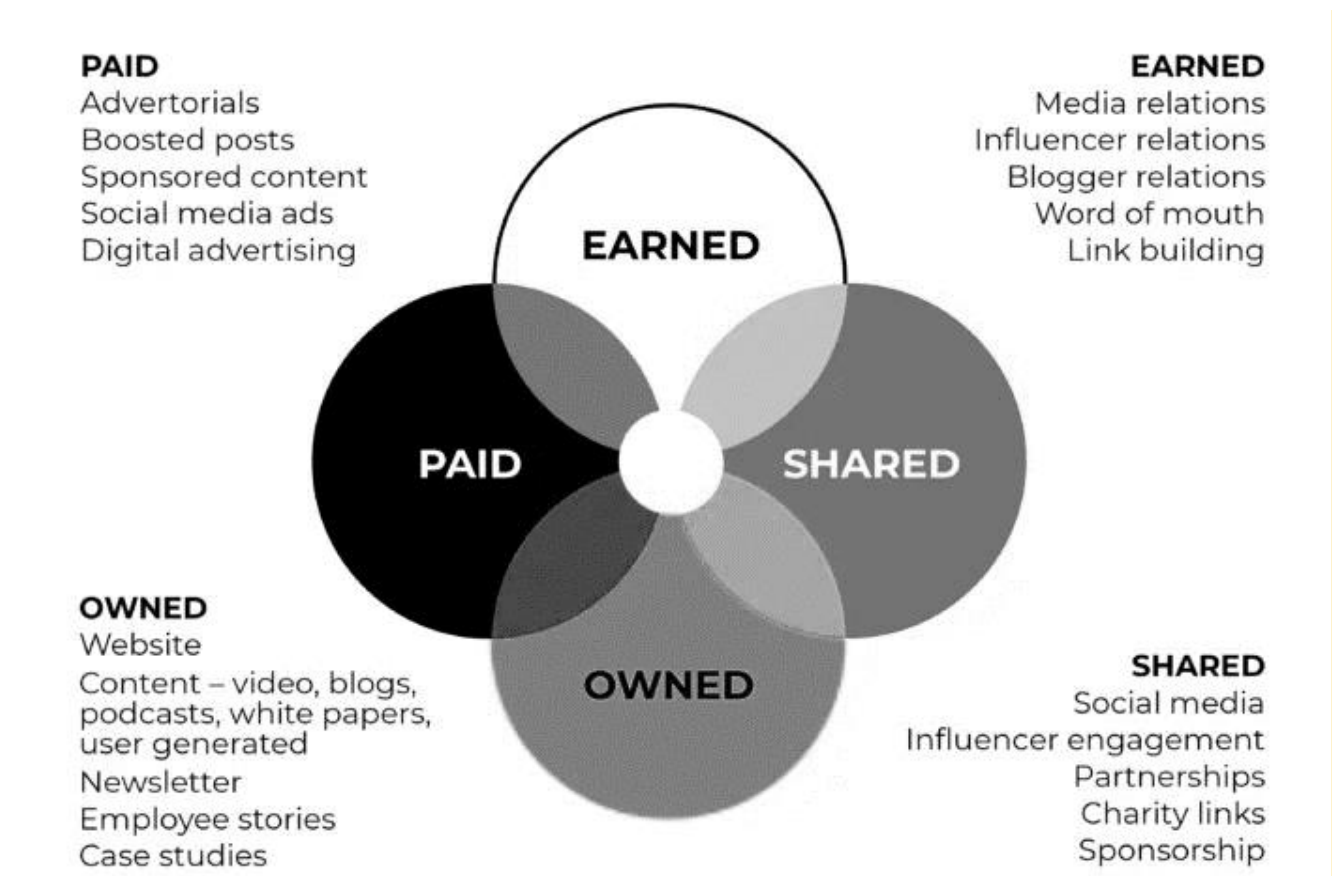 PAID
Advertorials
Boosted posts
Sponsored content
Social media ads
Digital advertising
EARNED
Media relations
Influencer relations
Blogger relations
Word of mouth
Link building
EARNED
PAID
SHARED
OWNED
OWNED
Website
Content – video, blogs,
podcasts, white papers,
user generated
Newsletter
Employee stories
Case studies
SHARED
Social media
Influencer engagement
Partnerships
Charity links
Sponsorship